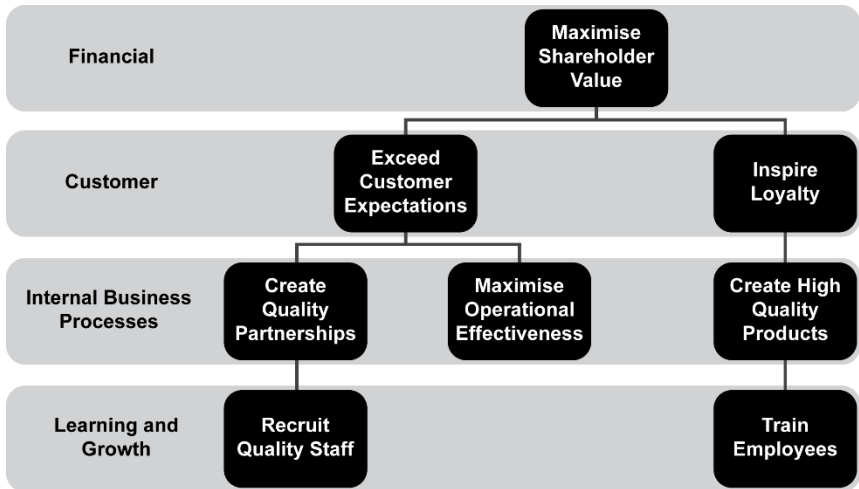 Financial
Maximise
Shareholder
Value
Customer
Exceed
Customer
Expectations
Inspire
Loyalty
Internal Business
Processes
Create
Quality
Partnerships
Maximise
Operational
Effectiveness
Create High
Quality
Products
Learning and
Growth
Recruit
Quality Staff
Train
Employees